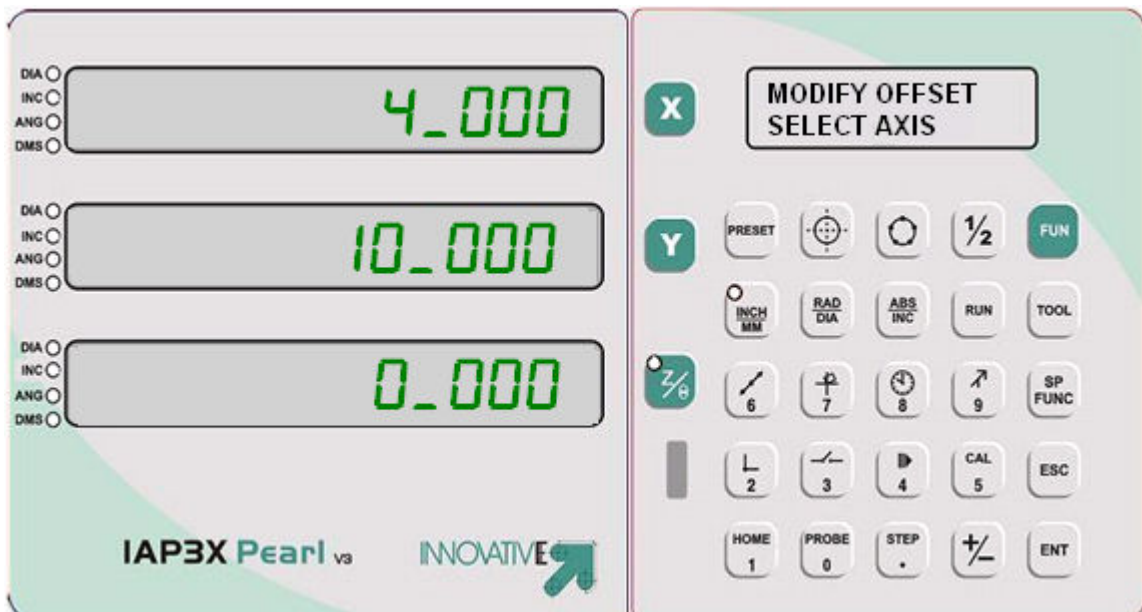 DIA
INC
ANG
DMS
4_000
DIA
INC
ANG
DMS
10_000
DIA
INC
ANG
DMS
0_000
IAP3X Pearl V3
INNOVATIVE
MODIFY OFFSET
SELECT AXIS
X
Y
Z/θ
PRESET
1/2
FUN
INCH
MM
RAD
DIA
ABS
INC
RUN
TOOL
6
7
8
9
SP
FUNC
2
3
4
CAL
5
ESC
HOME
1
PROBE
0
STEP
.
+/-
ENT